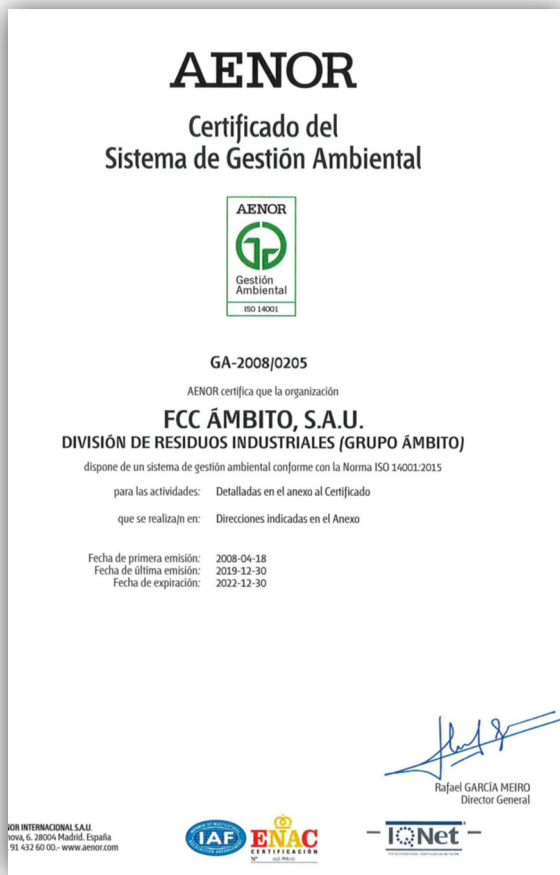 AENOR
Certificado del
Sistema de Gestión Ambiental
AENOR
Gestión
Ambiental
ISO 14001
GA-2008/0205
AENOR certifica que la organización
FCC ÁMBITO, S.A.U.
DIVISIÓN DE RESIDUOS INDUSTRIALES (GRUPO ÁMBITO)
dispone de un sistema de gestión ambiental conforme con la Norma ISO 14001:2015
para las actividades: Detalladas en el anexo al Certificado
que se realiza/n en: Direcciones indicadas en el Anexo
Fecha de primera emisión: 2008-04-18
Fecha de última emisión: 2019-12-30
Fecha de expiración: 2022-12-30
Rafael GARCÍA MEIRO
Director General
OR INTERNACIONAL S.A.U.
nova, 6. 28004 Madrid. España
91 432 60 00.- www.aenor.com
IAF
ENAC
CERTIFICACIÓN
Nº
IQNet